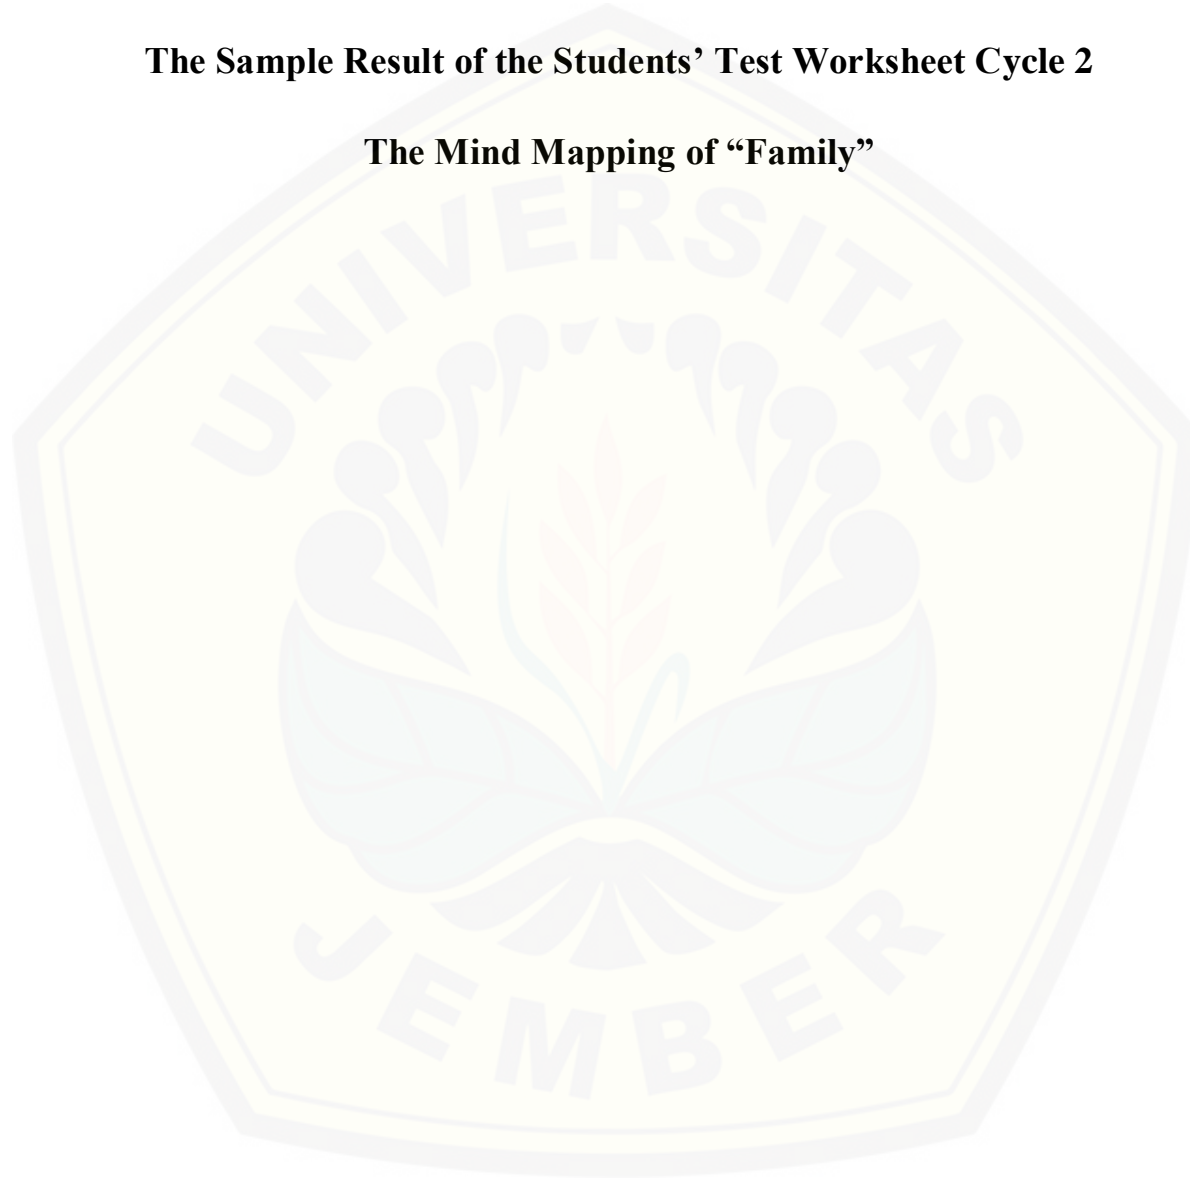 The Sample Result of the Students’ Test Worksheet Cycle 2
The Mind Mapping of “Family”
UNIVERSITAS
JEMBER